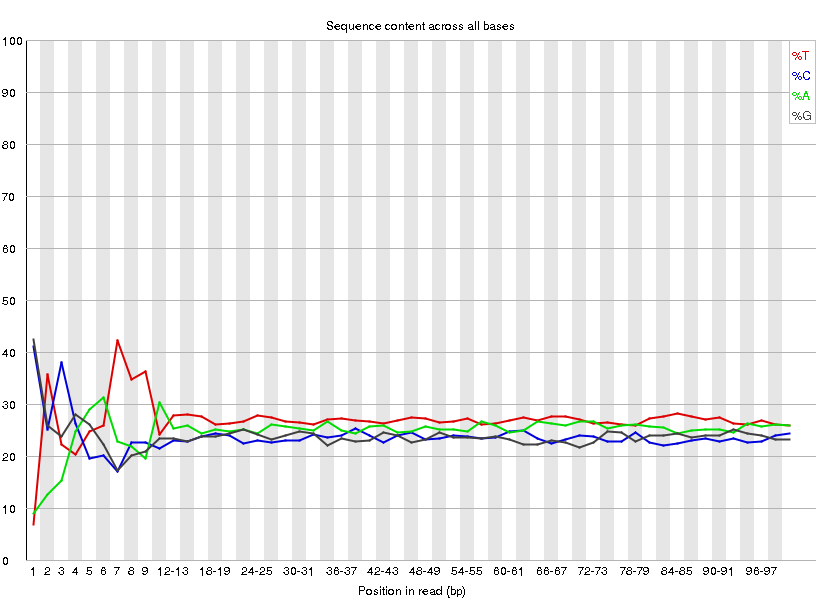 Sequence content across all bases
100
90
80
70
60
50
40
30
20
10
0
%T
%C
%A
%G
1 2 3 4 5 6 7 8 9 12-13 18-19 24-25 30-31 36-37 42-43 48-49 54-55 60-61 66-67 72-73 78-79 84-85 90-91 96-97
Position in read (bp)